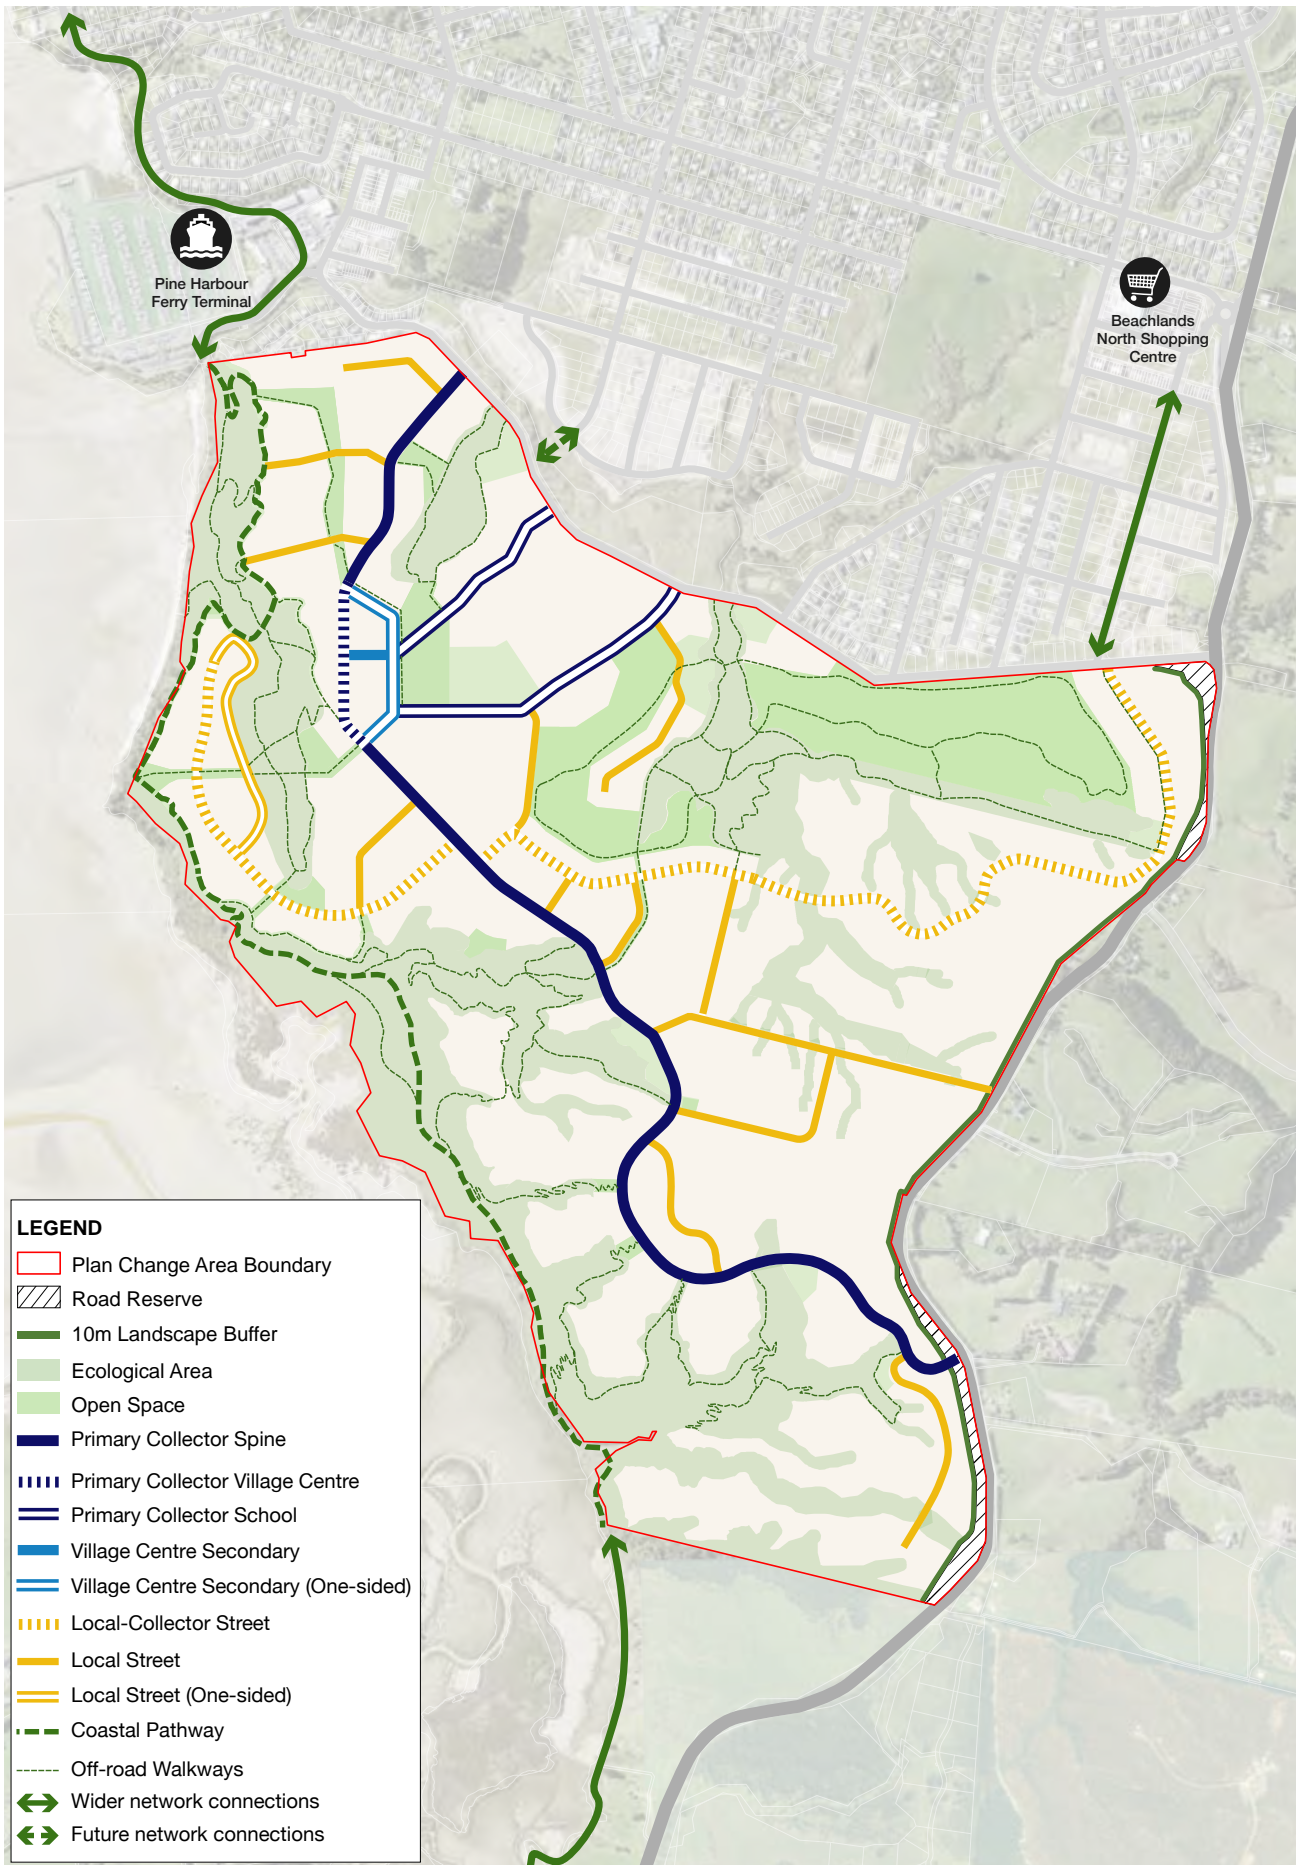 Pine Harbour
Ferry Terminal
Beachlands
North Shopping
Centre
LEGEND
Plan Change Area Boundary
Road Reserve
10m Landscape Buffer
Ecological Area
Open Space
Primary Collector Spine
Primary Collector Village Centre
Primary Collector School
Village Centre Secondary
Village Centre Secondary (One-sided)
Local-Collector Street
Local Street
Local Street (One-sided)
Coastal Pathway
Off-road Walkways
Wider network connections
Future network connections